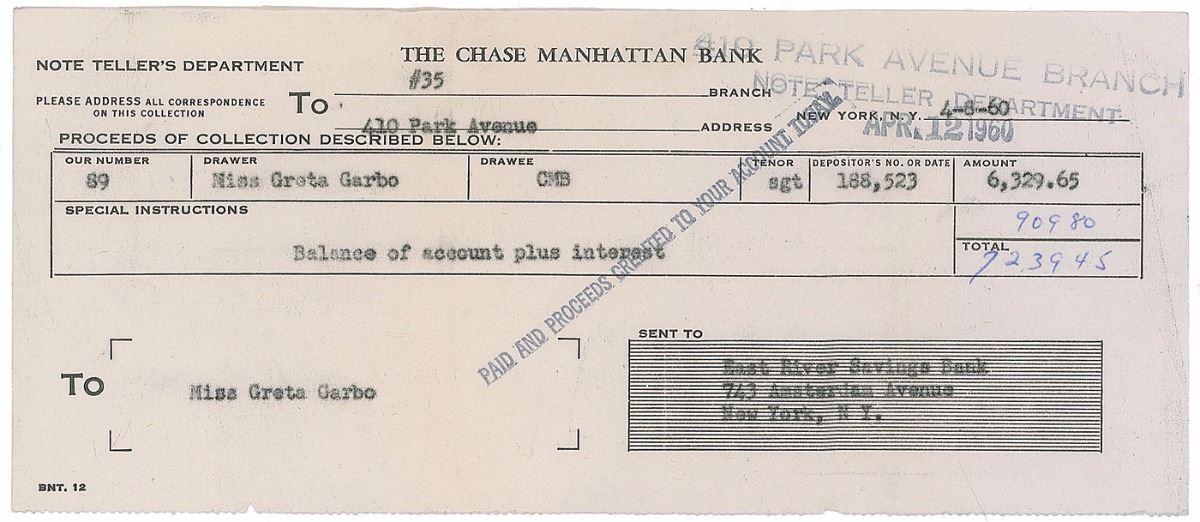 THE CHASE MANHATTAN BANK
410 PARK AVENUE BRANCH
NOTE TELLER'S DEPARTMENT
#35
BRANCH
NOTE TELLER DEPARTMENT
PLEASE ADDRESS ALL CORRESPONDENCE
ON THIS COLLECTION
TO
NEW YORK, N. Y. 4-8-60
410 Park Avenue
ADDRESS
APR. 12 1960
PROCEEDS OF COLLECTION DESCRIBED BELOW:
OUR NUMBER DRAWER DRAWEE TENOR DEPOSITOR'S NO. OR DATE AMOUNT
89 Miss Greta Garbo CMB sgt 188,523 6,329.65
SPECIAL INSTRUCTIONS
90980
Balance of account plus interest
TOTAL
723945
PAID AND PROCEEDS CREDITED TO YOUR ACCOUNT TODAY
SENT TO
TO
Miss Greta Garbo
East River Savings Bank
743 Amsterdam Avenue
New York, N Y.
BNT. 12